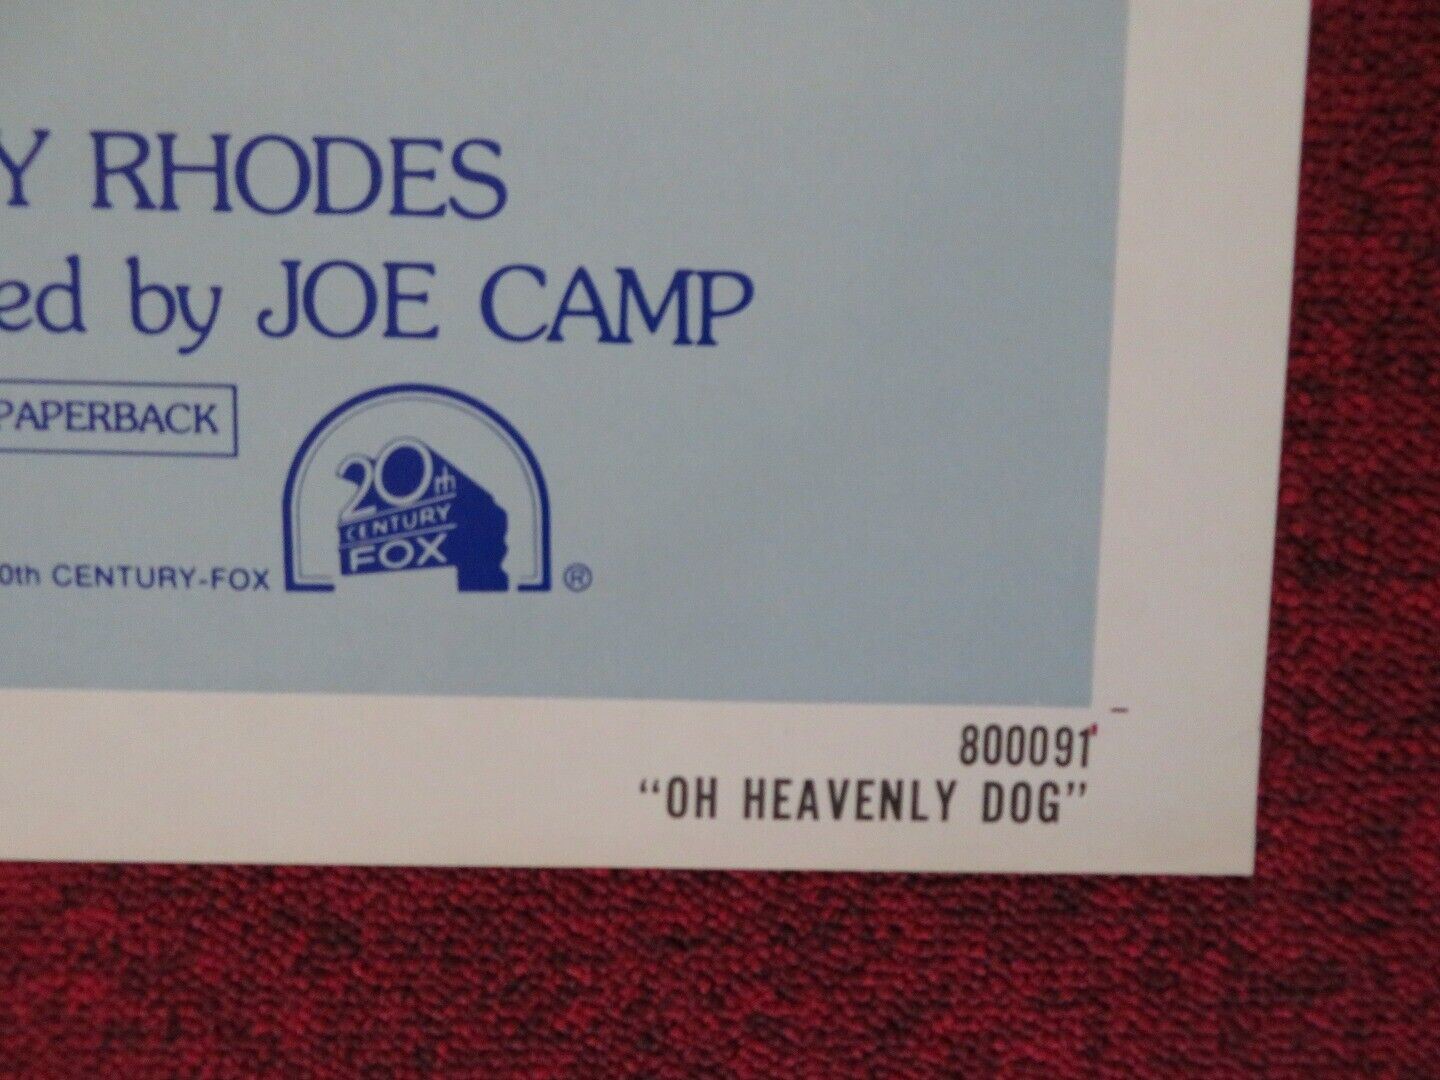 Y RHODES
ed by JOE CAMP
PAPERBACK
20th
CENTURY
FOX
0th CENTURY-FOX
®
800091
“OH HEAVENLY DOG”